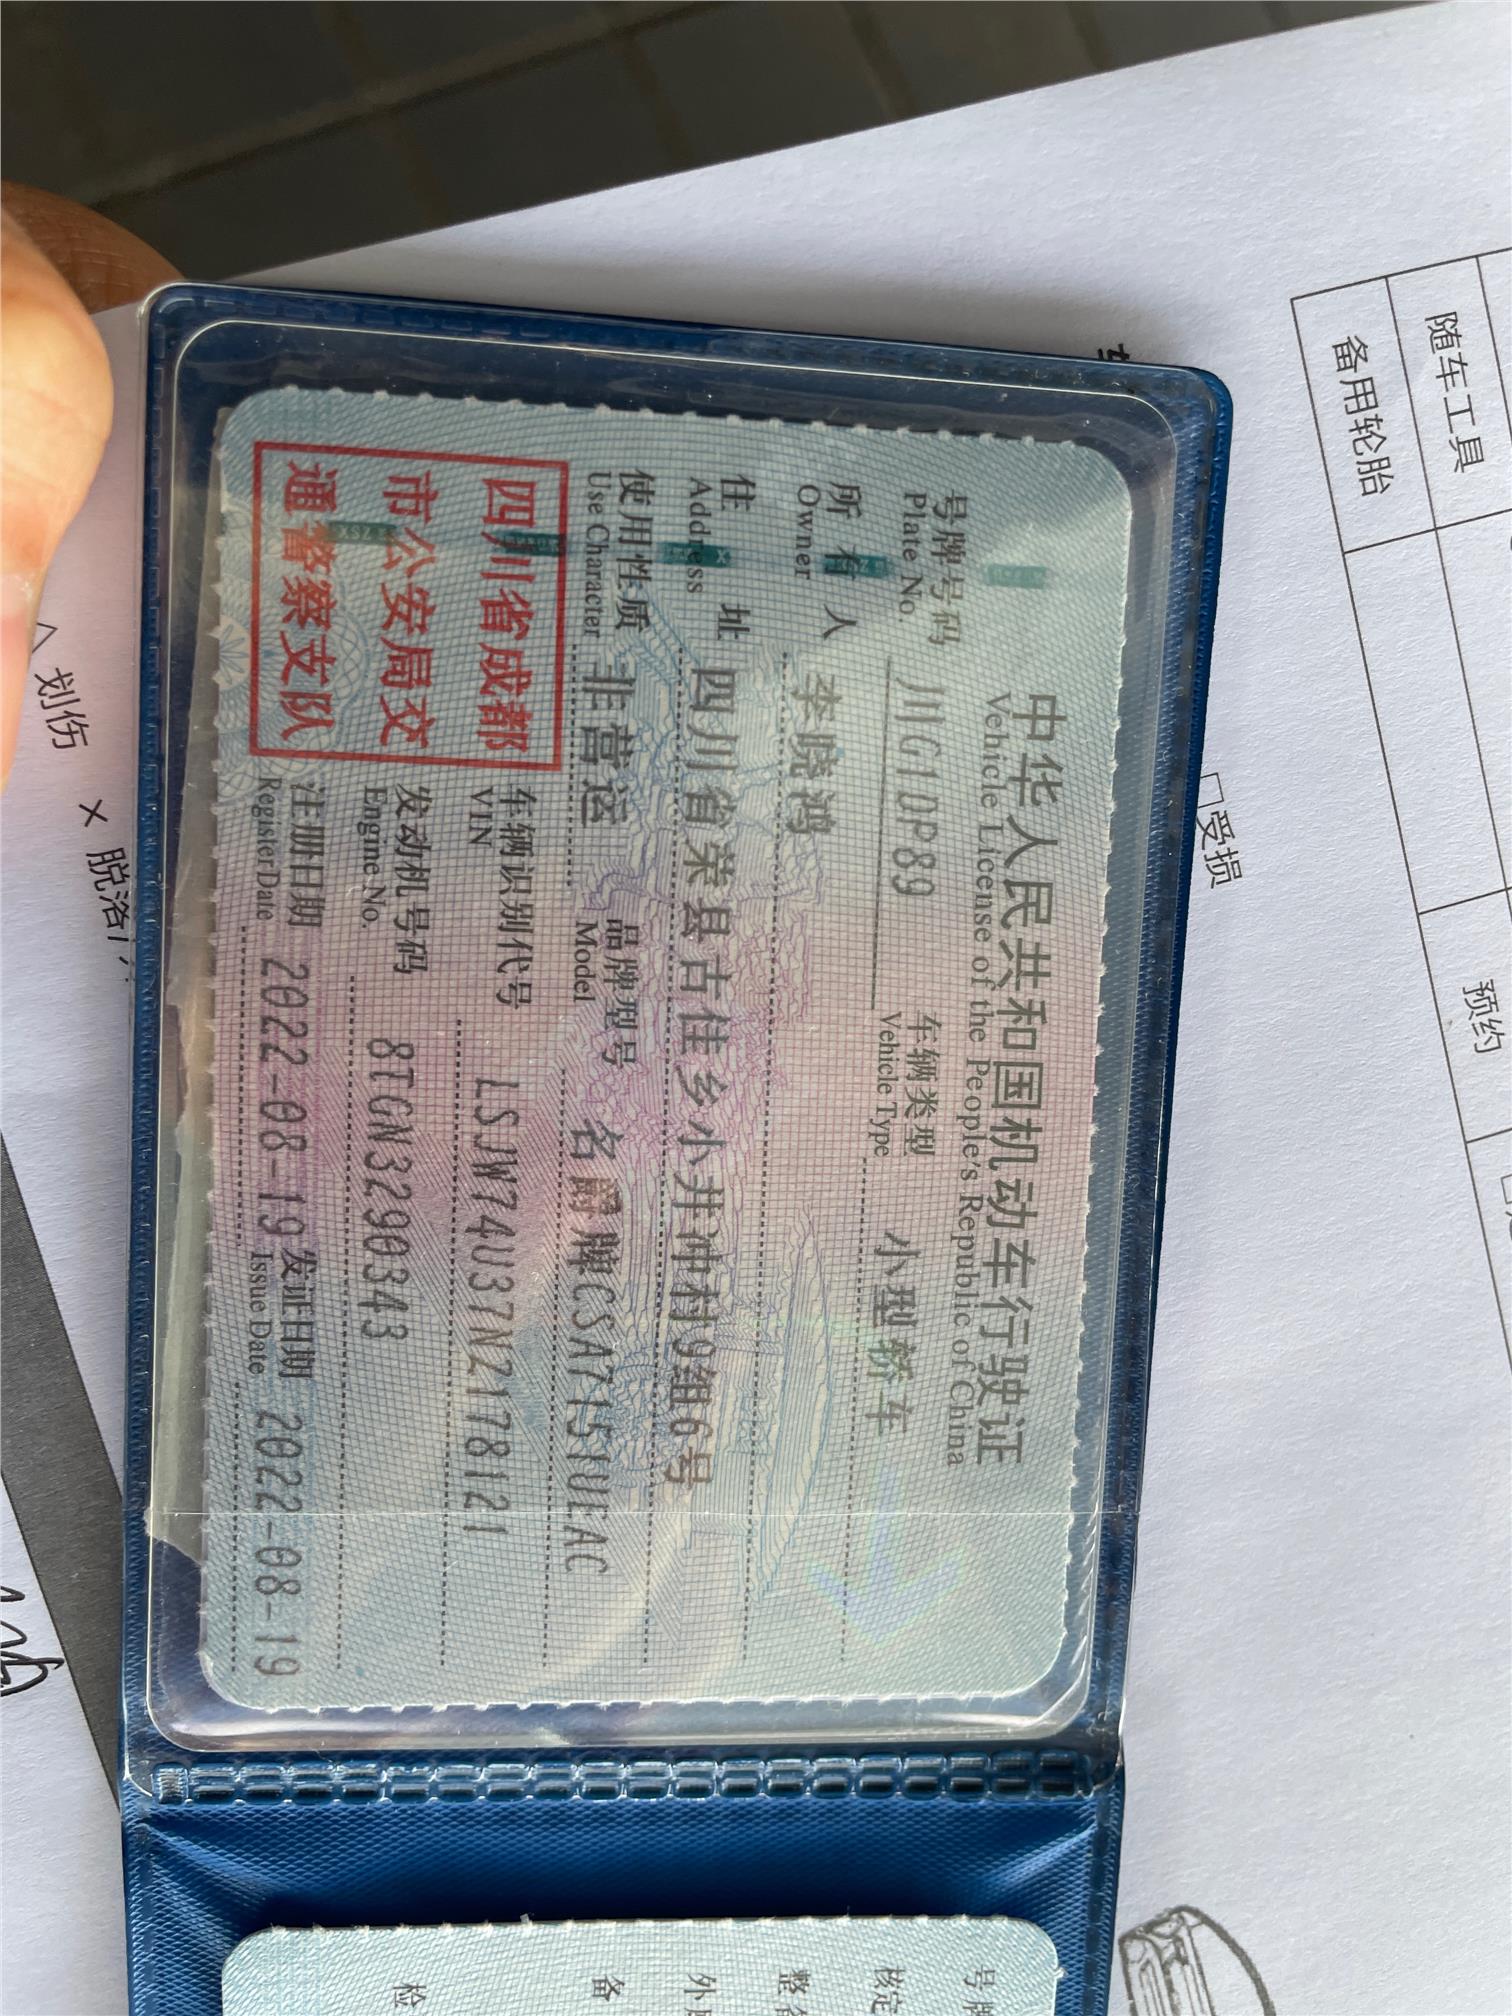 中华人民共和国机动车行驶证
Vehicle License of the People's Republic of China
号牌号码 川G1DP89 车辆类型 小型轿车
Plate No. Vehicle Type
所有人 李晓鸿
Owner
住址 四川省荣县古佳乡小井冲村9组6号
Address
使用性质 非营运 品牌型号 名爵牌CSA7151UEAC
Use Character Model
四川省成都
市公安局交
通警察支队
车辆识别代号 LSJW74U37N2178121
VIN
发动机号码 8TGN3290343
Engine No.
注册日期 2022-08-19 发证日期 2022-08-19
Register Date Issue Date
随车工具
备用轮胎
预约
□受损
△ 划伤 × 脱落
核定
整备
外
备
检